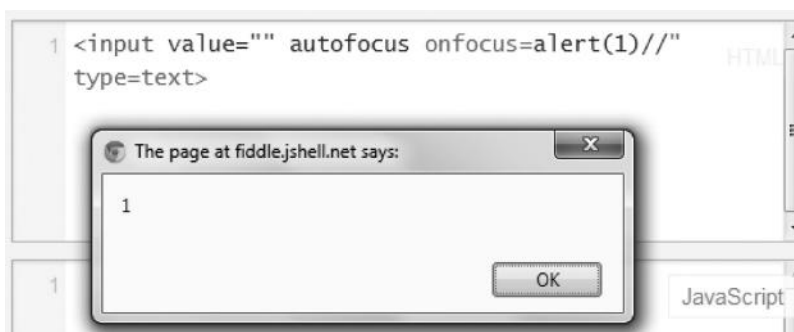 1 <input value="" autofocus onfocus=alert(1)//"
type=text>
HTML
The page at fiddle.jshell.net says:
1
OK
1
JavaScript